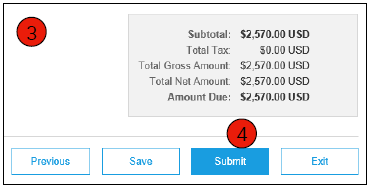 3
Subtotal: $2,570.00 USD
Total Tax: $0.00 USD
Total Gross Amount: $2,570.00 USD
Total Net Amount: $2,570.00 USD
Amount Due: $2,570.00 USD
4
Previous Save Submit Exit